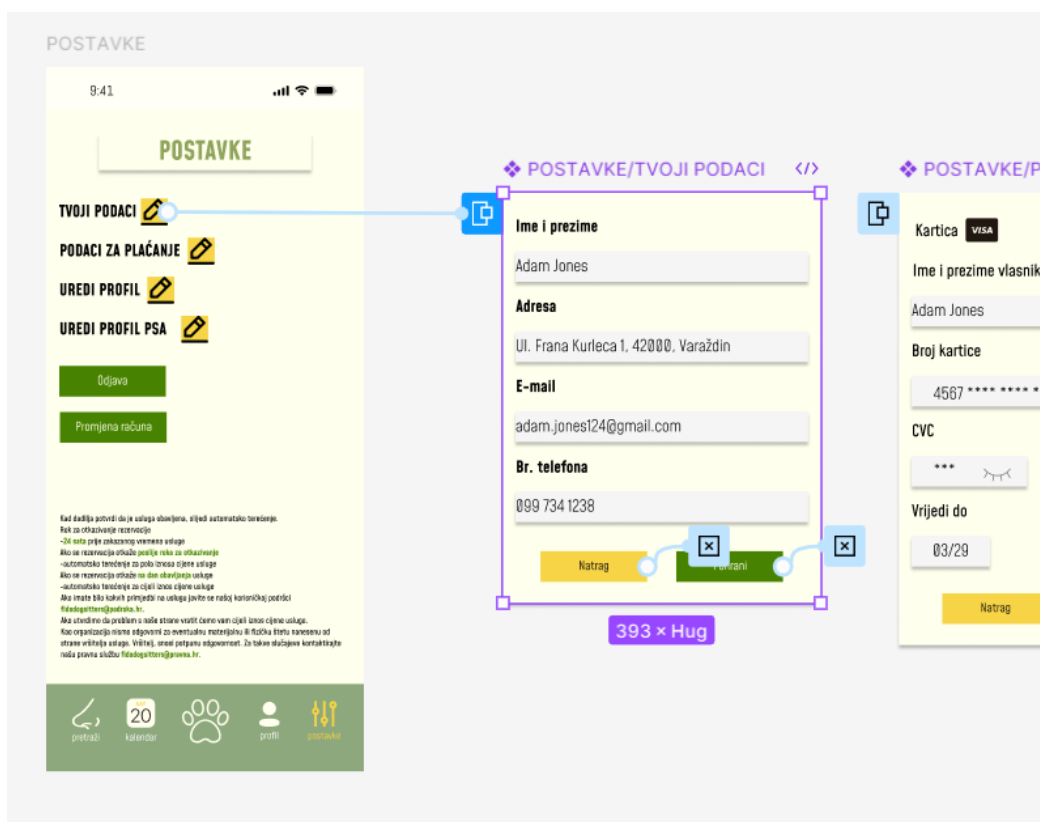 POSTAVKE
9:41
POSTAVKE
TVOJI PODACI
PODACI ZA PLAĆANJE
UREDI PROFIL
UREDI PROFIL PSA
Odjava
Promjena računa
Kad dadilja potvrdi da je usluga obavljena, slijedi automatsko terećenje.
Rok za otkazivanje rezervacije
-24 sata prije zakazanog vremena usluge
Ako se rezervacija otkaže poslije roka za otkazivanje
-automatsko terećenje za pola iznosa cijene usluge
Ako se rezervacija otkaže na dan obavljanja usluge
-automatsko terećenje za cijeli iznos cijene usluge
Ako imate bilo kakvih primjedbi na uslugu javite se našoj korisničkoj podršci
fidodogsitters@podrska.hr.
Ako utvrdimo da problem s naše strane vratit ćemo vam cijeli iznos cijene usluge.
Kao organizacija nismo odgovorni za eventualnu materijalnu ili fizičku štetu nanesenu od
strane vršitelja usluge. Vršitelj, snosi potpunu odgovornost. Za takve slučajeve kontaktirajte
našu pravnu službu fidodogsitters@pravna.hr.
pretraži
20
kalendar
profil
postavke
POSTAVKE/TVOJI PODACI
Ime i prezime
Adam Jones
Adresa
Ul. Frana Kurleca 1, 42000, Varaždin
E-mail
adam.jones124@gmail.com
Br. telefona
099 734 1238
Natrag
393 × Hug
POSTAVKE/P
Kartica VISA
Ime i prezime vlasnik
Adam Jones
Broj kartice
4567 **** **** *
CVC
***
Vrijedi do
03/29
Natrag